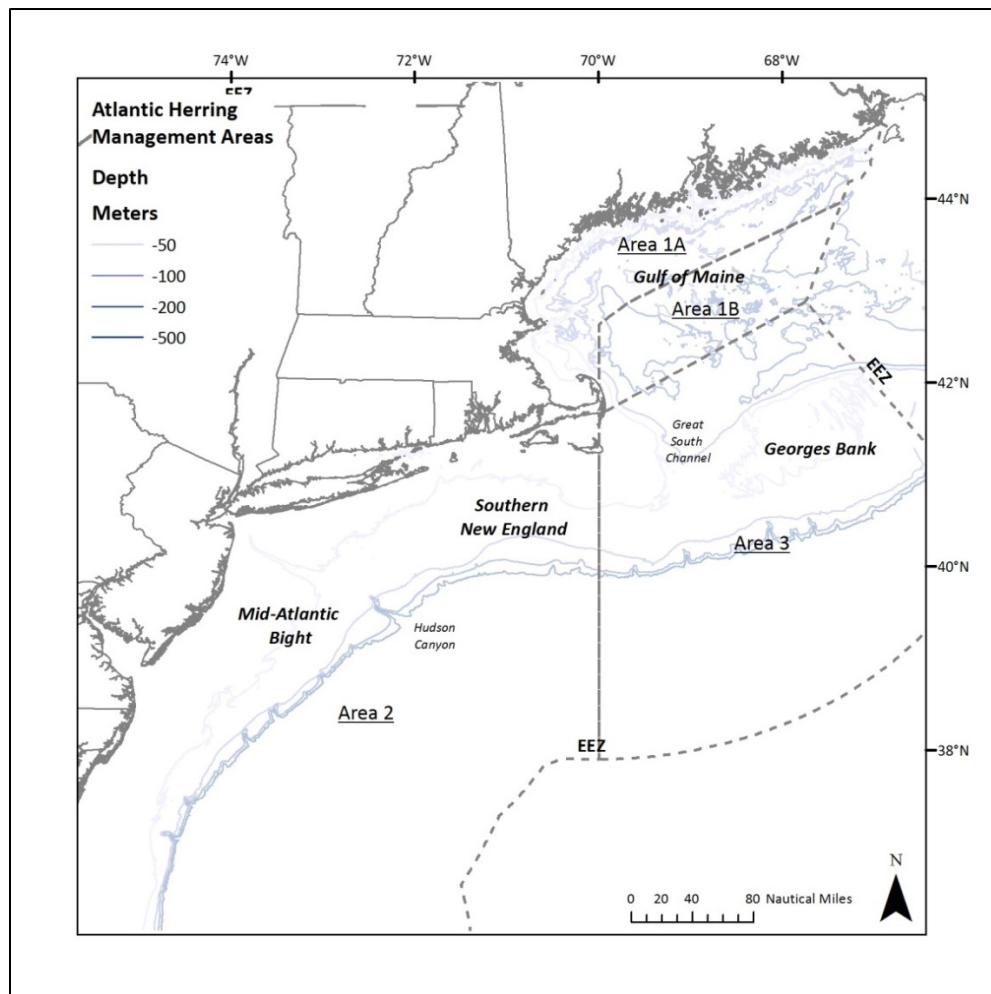 74°W 72°W 70°W 68°W
EEZ
Atlantic Herring
Management Areas
Depth
Meters
-50
-100
-200
-500
44°N
Area 1A
Gulf of Maine
Area 1B
EEZ
42°N
Great
South
Channel
Georges Bank
Southern
New England
Area 3
40°N
Mid-Atlantic
Bight
Hudson
Canyon
Area 2
EEZ
38°N
N
0 20 40 80 Nautical Miles